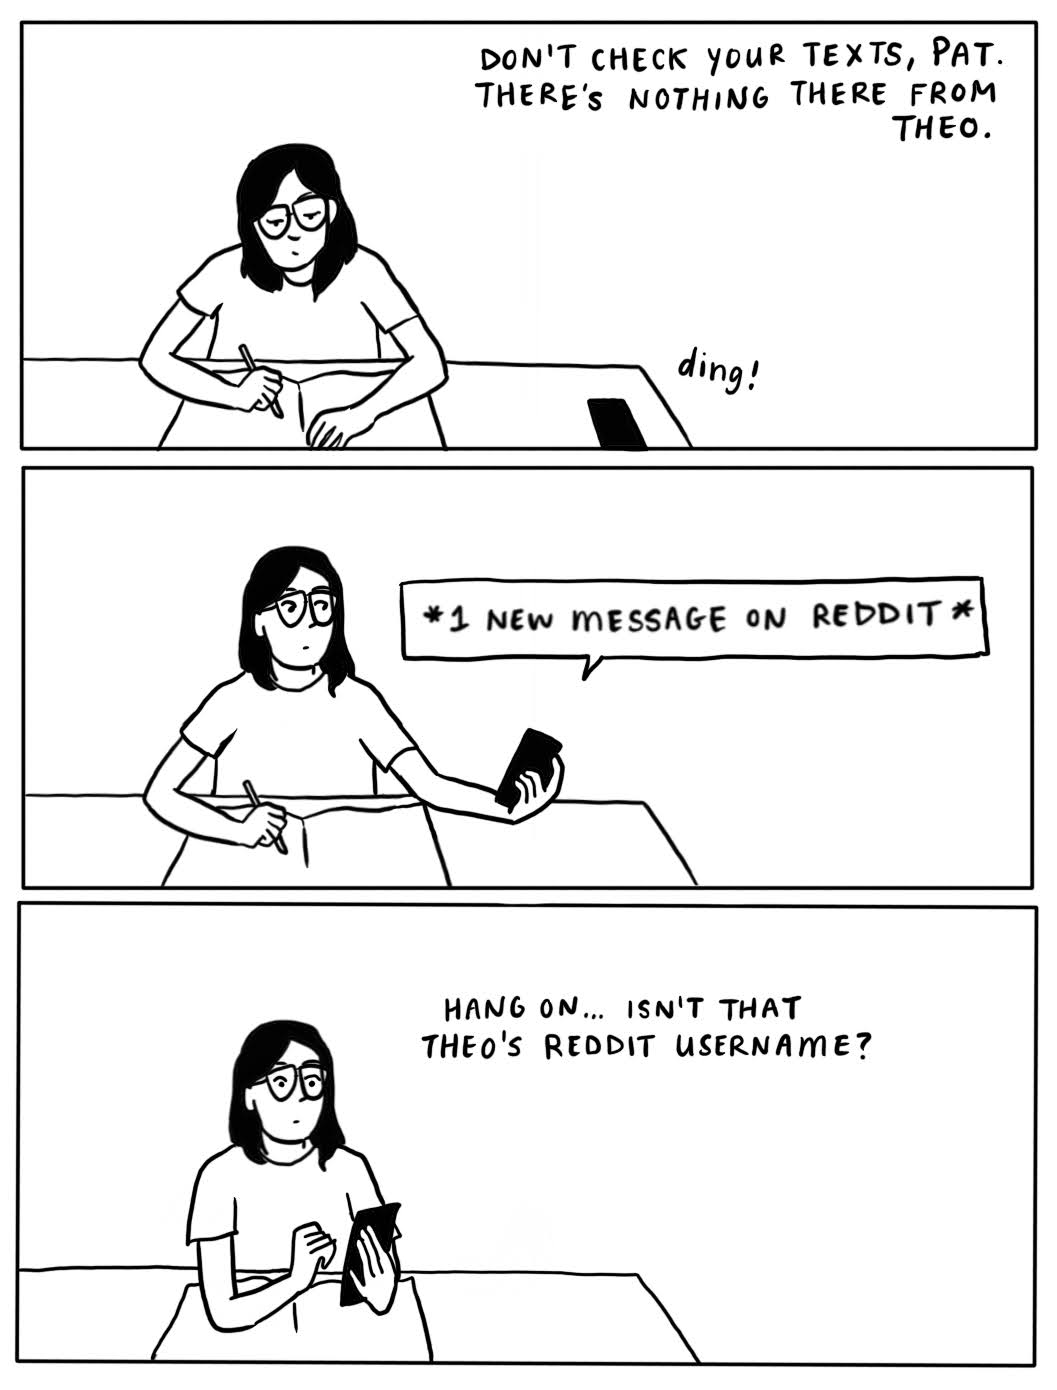 DON'T CHECK YOUR TEXTS, PAT.
THERE'S NOTHING THERE FROM
THEO.
ding!
*1 NEW MESSAGE ON REDDIT*
HANG ON... ISN'T THAT
THEO'S REDDIT USERNAME?